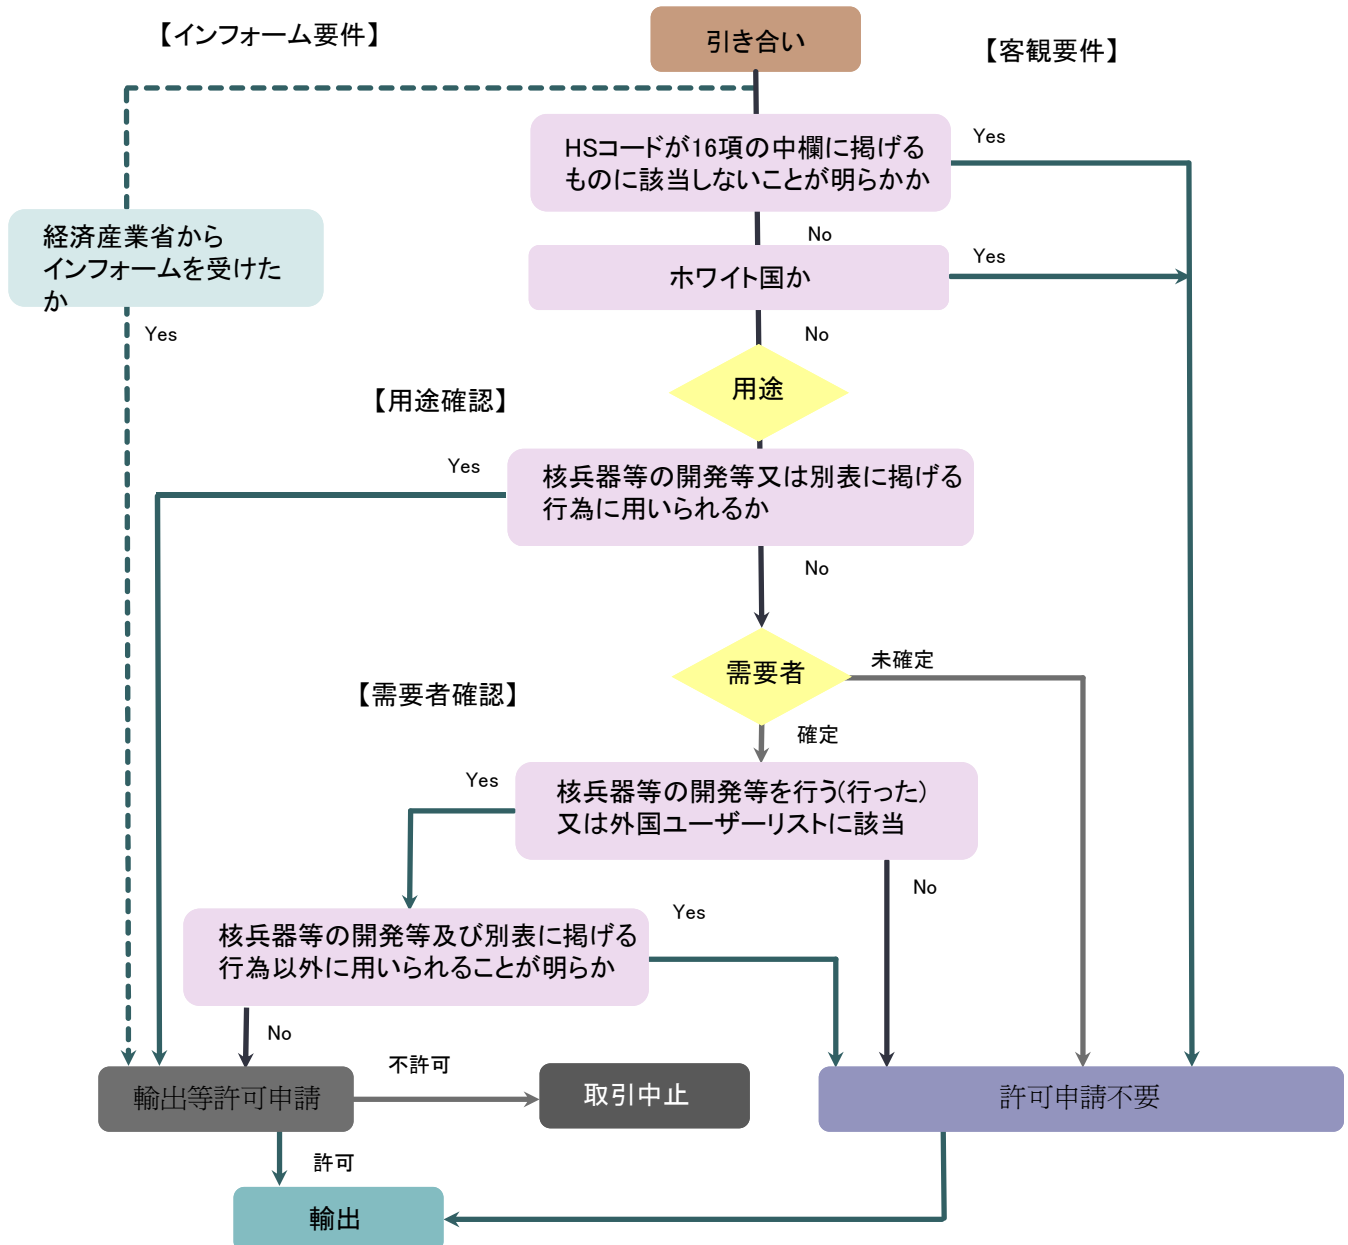 【インフォーム要件】
引き合い
【客観要件】
HSコードが16項の中欄に掲げる
ものに該当しないことが明らかか
Yes
No
経済産業省から
インフォームを受けた
か
Yes
ホワイト国か
Yes
No
用途
【用途確認】
Yes
核兵器等の開発等又は別表に掲げる
行為に用いられるか
No
需要者
未確定
【需要者確認】
確定
Yes
核兵器等の開発等を行う(行った)
又は外国ユーザーリストに該当
No
核兵器等の開発等及び別表に掲げる
行為以外に用いられることが明らか
Yes
No
輸出等許可申請
不許可
取引中止
許可申請不要
許可
輸出